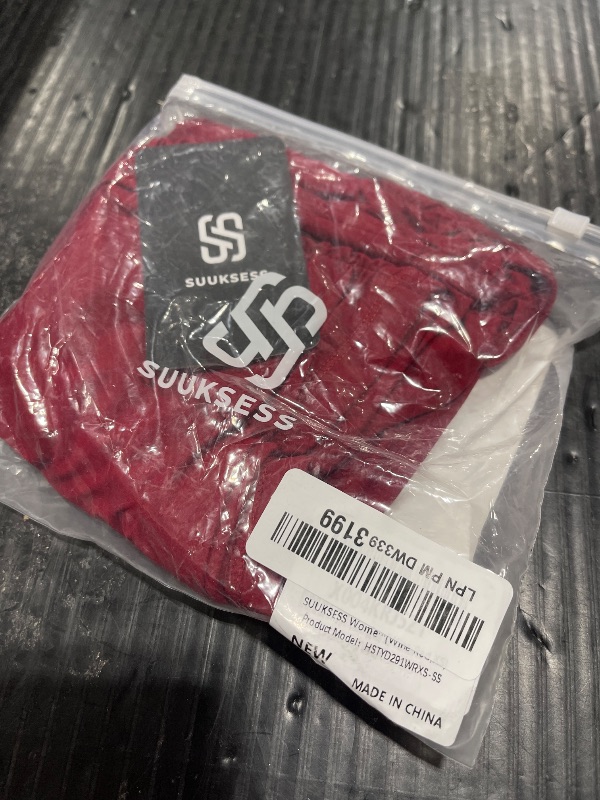 SUUKSESS
SUUKSESS
LPN PM DW339 3199
SUUKSESS Wome
Product Model: HSTYD291WRXS-SS
NEW
MADE IN CHINA